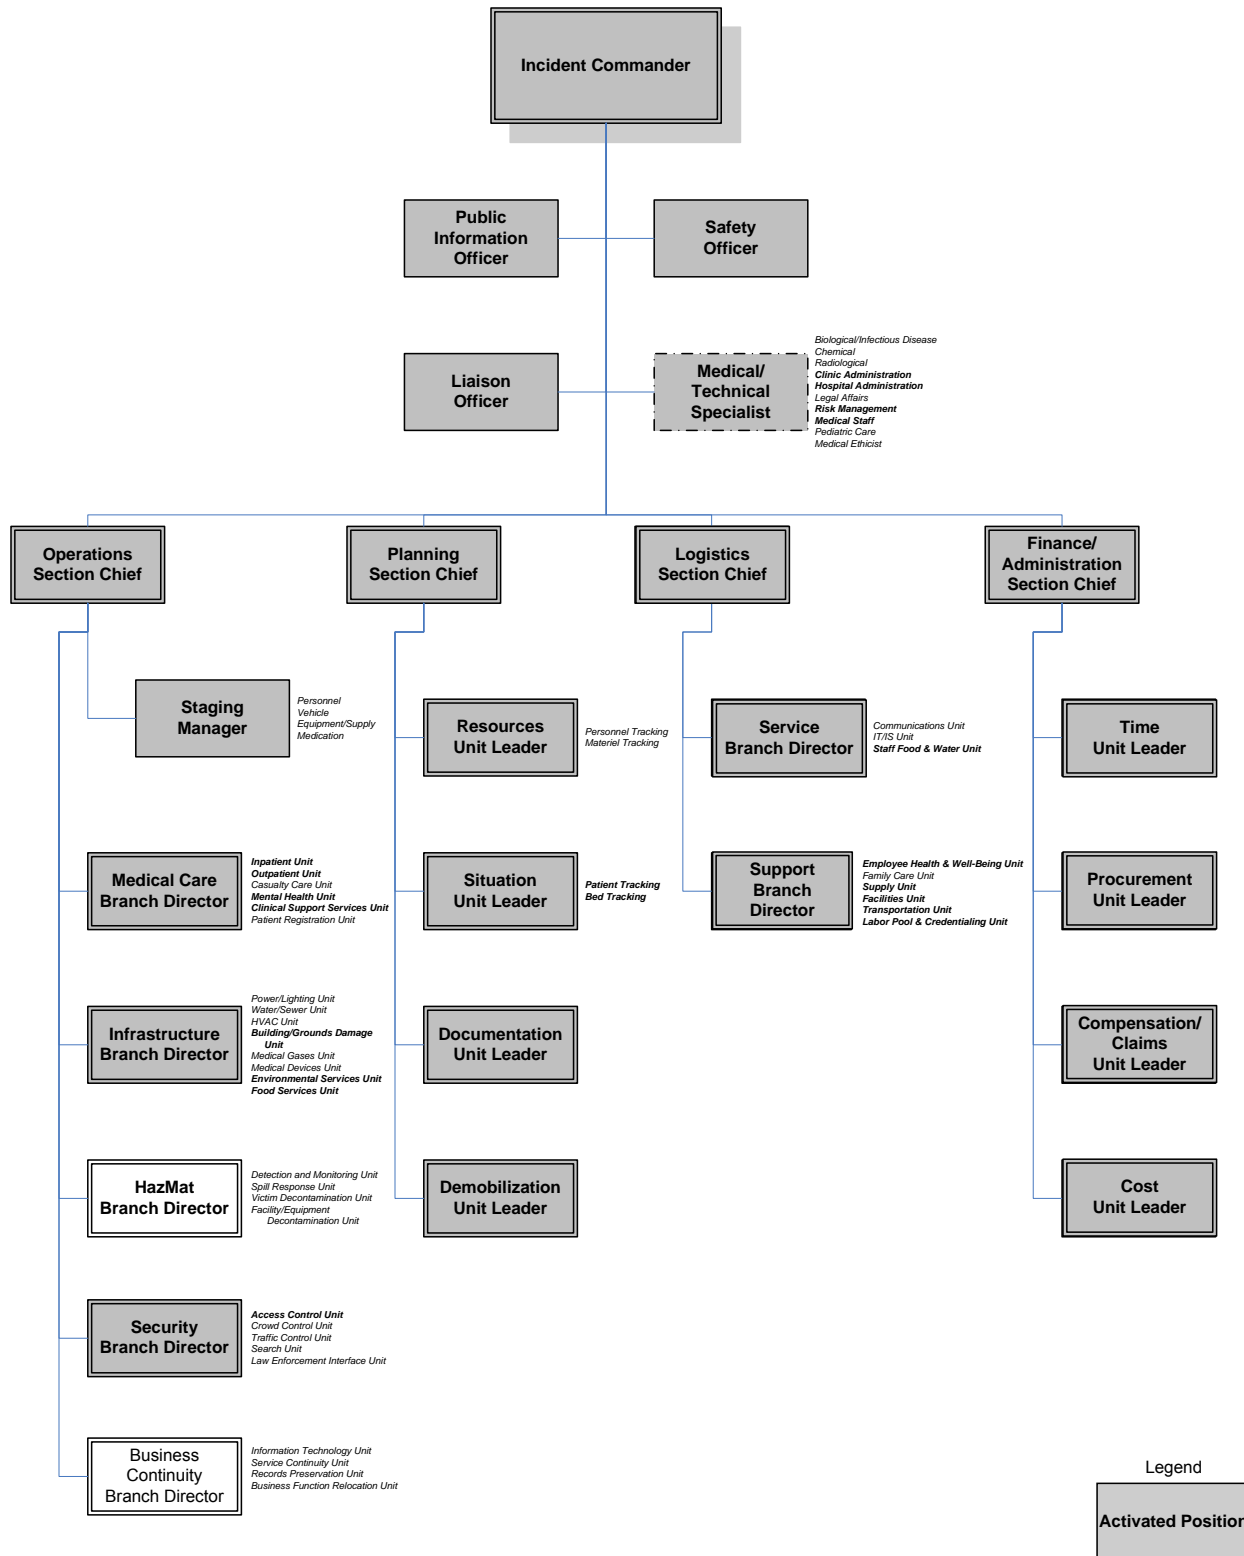 Incident Commander
Public
Information
Officer
Safety
Officer
Liaison
Officer
Medical/
Technical
Specialist
Biological/Infectious Disease
Chemical
Radiological
Clinic Administration
Hospital Administration
Legal Affairs
Risk Management
Medical Staff
Pediatric Care
Medical Ethicist
Operations
Section Chief
Planning
Section Chief
Logistics
Section Chief
Finance/
Administration
Section Chief
Staging
Manager
Personnel
Vehicle
Equipment/Supply
Medication
Resources
Unit Leader
Personnel Tracking
Materiel Tracking
Service
Branch Director
Communications Unit
IT/IS Unit
Staff Food & Water Unit
Time
Unit Leader
Medical Care
Branch Director
Inpatient Unit
Outpatient Unit
Casualty Care Unit
Mental Health Unit
Clinical Support Services Unit
Patient Registration Unit
Situation
Unit Leader
Patient Tracking
Bed Tracking
Support
Branch
Director
Employee Health & Well-Being Unit
Family Care Unit
Supply Unit
Facilities Unit
Transportation Unit
Labor Pool & Credentialing Unit
Procurement
Unit Leader
Infrastructure
Branch Director
Power/Lighting Unit
Water/Sewer Unit
HVAC Unit
Building/Grounds Damage
Unit
Medical Gases Unit
Medical Devices Unit
Environmental Services Unit
Food Services Unit
Documentation
Unit Leader
Compensation/
Claims
Unit Leader
HazMat
Branch Director
Detection and Monitoring Unit
Spill Response Unit
Victim Decontamination Unit
Facility/Equipment
Decontamination Unit
Demobilization
Unit Leader
Cost
Unit Leader
Security
Branch Director
Access Control Unit
Crowd Control Unit
Traffic Control Unit
Search Unit
Law Enforcement Interface Unit
Business
Continuity
Branch Director
Information Technology Unit
Service Continuity Unit
Records Preservation Unit
Business Function Relocation Unit
Legend
Activated Position